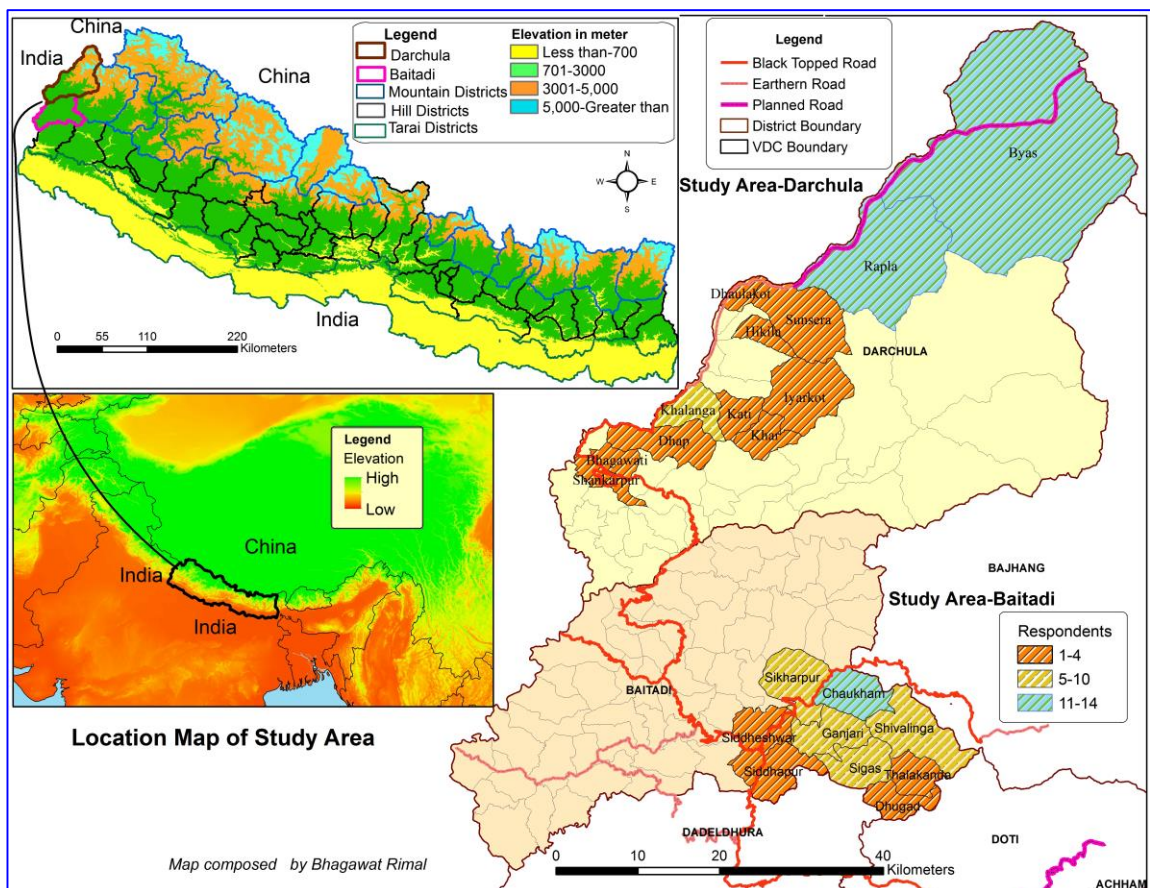 China
India
China
India
Legend
Darchula
Baitadi
Mountain Districts
Hill Districts
Tarai Districts
Elevation in meter
Less than-700
701-3000
3001-5,000
5,000-Greater than
N
W E
S
0 55 110 220
Kilometers
Legend
Elevation
High
Low
China
India
India
Location Map of Study Area
Map composed by Bhagawat Rimal
Legend
Black Topped Road
Earthern Road
Planned Road
District Boundary
VDC Boundary
Study Area-Darchula
Byas
Rapla
Dhaulakot
Sunsera
Hikila
DARCHULA
Iyarkot
Khalanga
Kati
Khar
Dhap
Bhagawati
Shankarpur
BAJHANG
Study Area-Baitadi
Respondents
1-4
5-10
11-14
BAITADI
Sikharpur
Chaukham
Siddheshwar
Ganjari
Shivalinga
Siddhapur
Sigas
Thalakanda
Dhugad
DADELDHURA
DOTI
ACHHAM
0 10 20 40
Kilometers